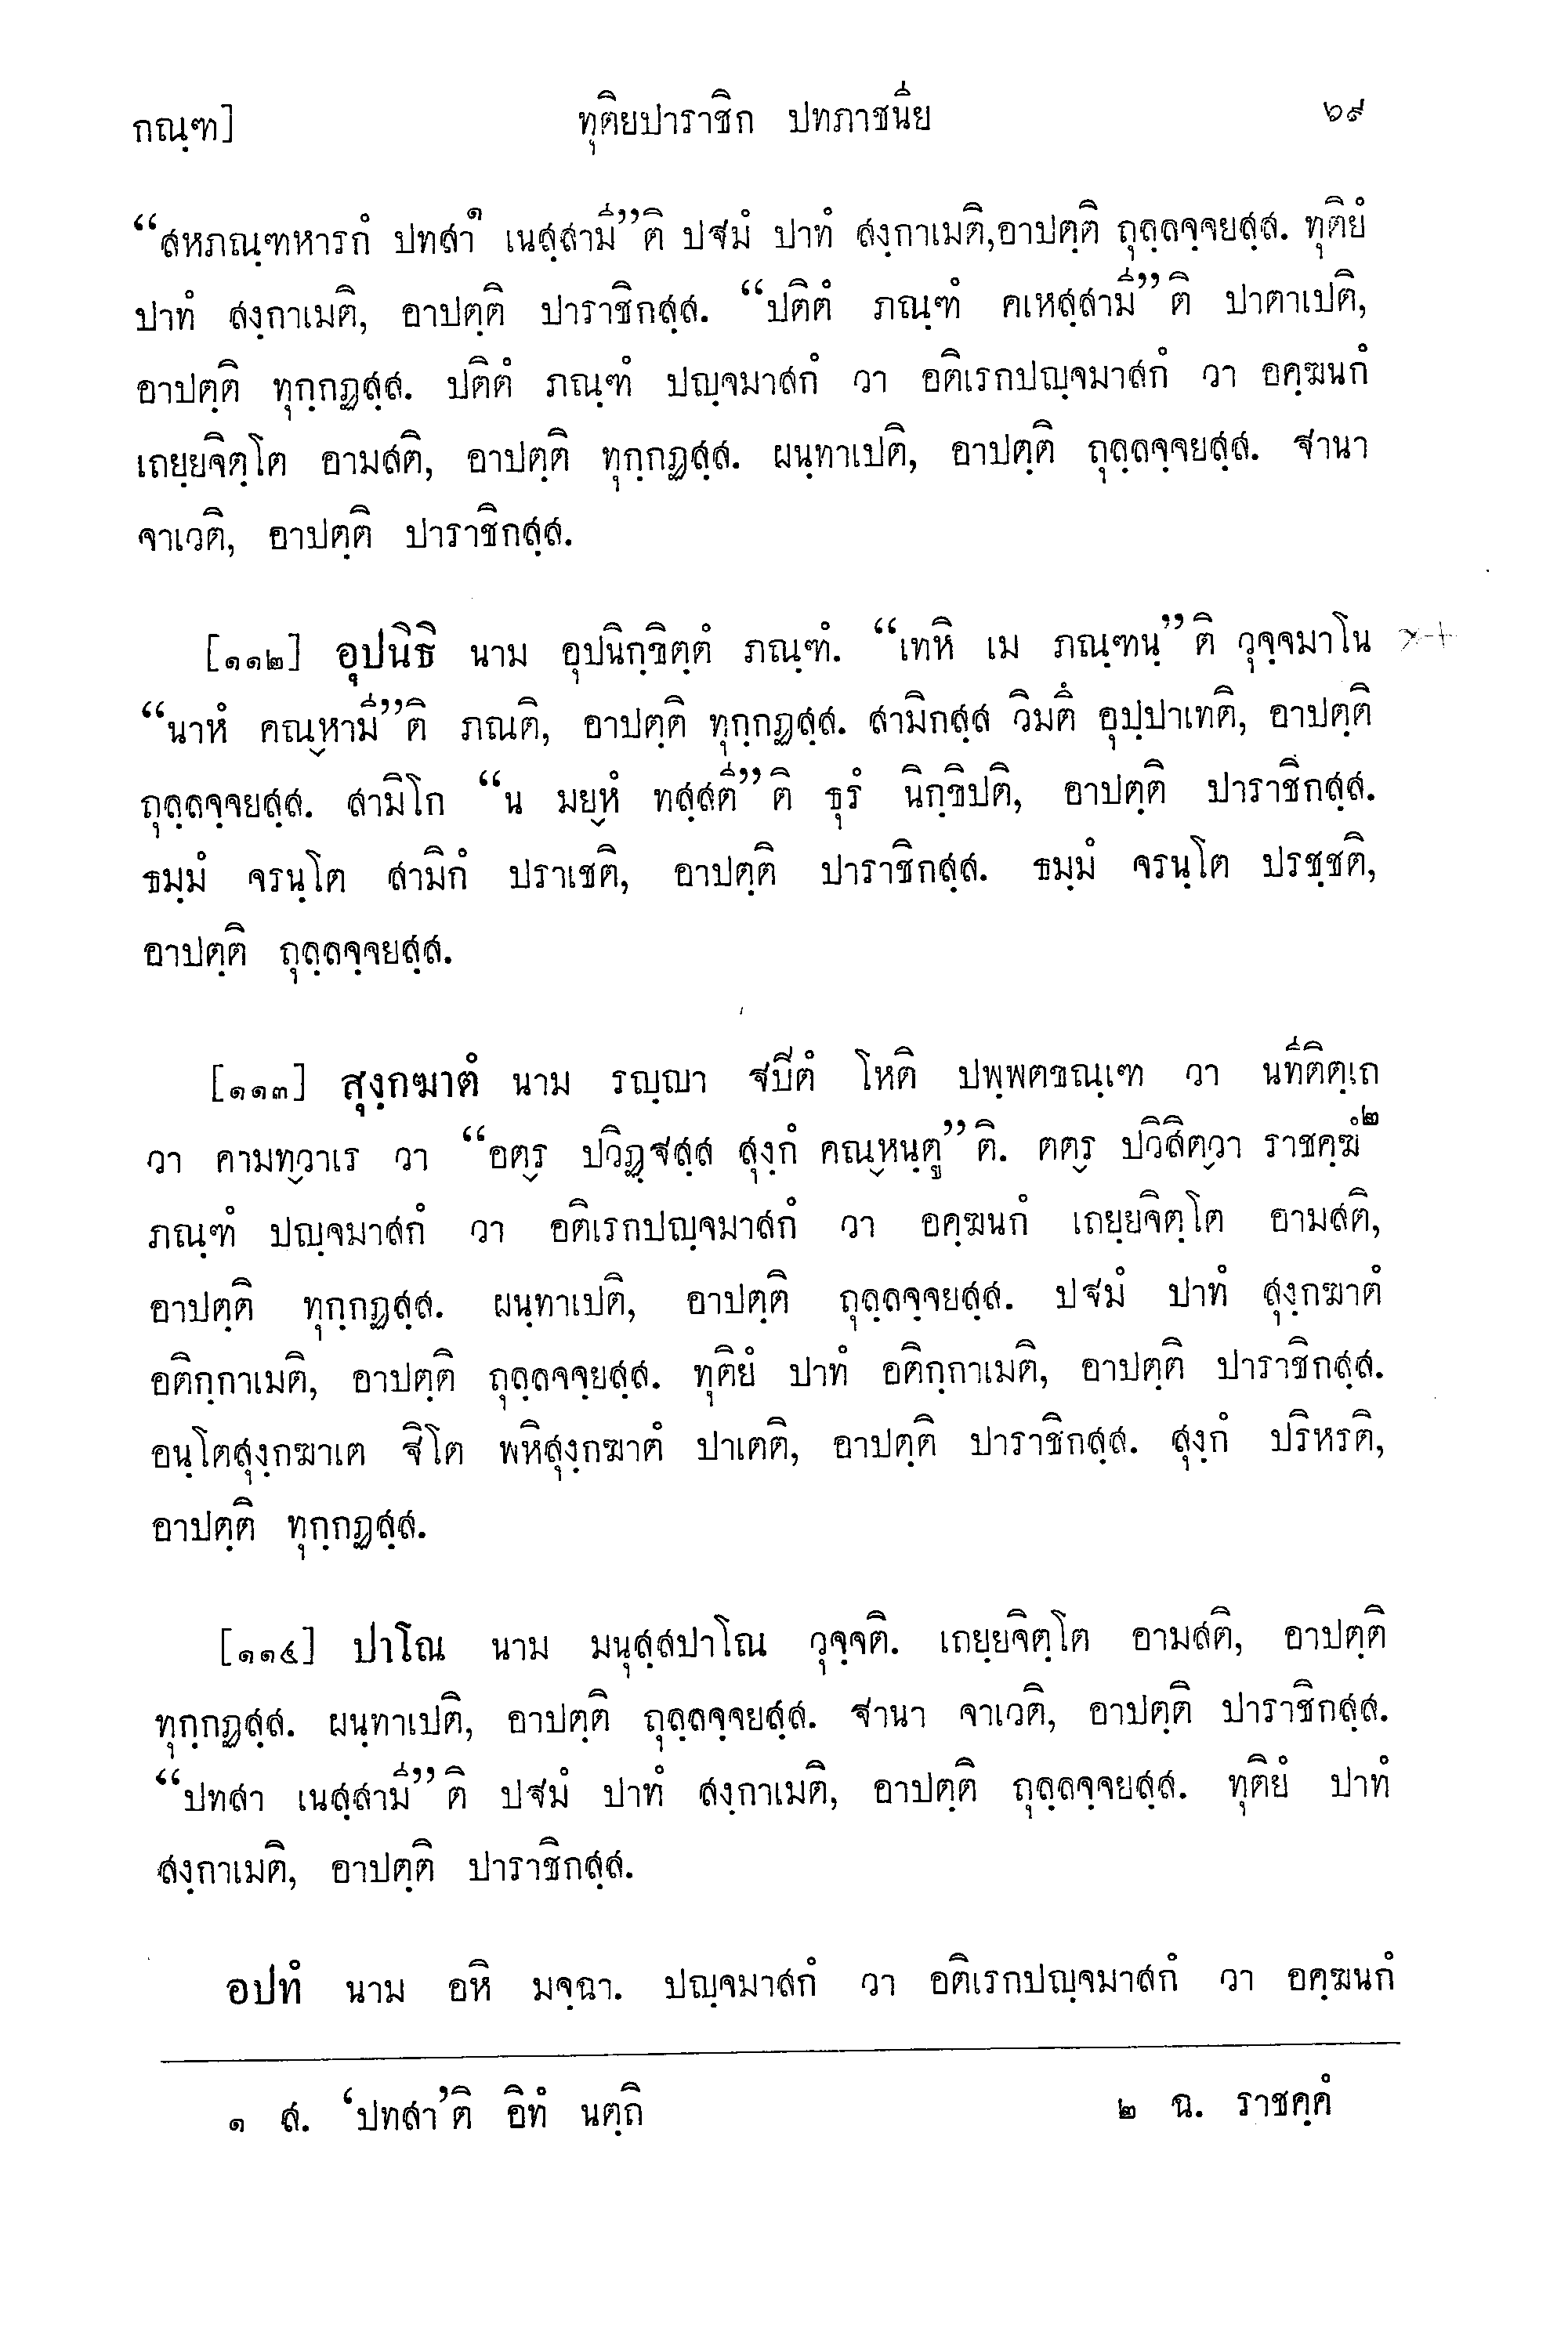 กณฺฑ] ทุติยปาราชิก ปทภาชนีย ๖๙
“สหภณฺฑหารกํ ปทสา๑ เนสฺสามี”ติ ปฐมํ ปาทํ สงฺกาเมติ,อาปตฺติ ถุลฺลจฺจยสฺส. ทุติยํ
ปาทํ สงฺกาเมติ, อาปตฺติ ปาราชิกสฺส. “ปติตํ ภณฺฑํ คเหสฺสามี”ติ ปาตาเปติ,
อาปตฺติ ทุกฺกฏสฺส. ปติตํ ภณฺฑํ ปญฺจมาสกํ วา อติเรกปญฺจมาสกํ วา อคฺฆนกํ
เถยฺยจิตฺโต อามสติ, อาปตฺติ ทุกฺกฏสฺส. ผนฺทาเปติ, อาปตฺติ ถุลฺลจฺจยสฺส. ฐานา
จาเวติ, อาปตฺติ ปาราชิกสฺส.
[๑๑๒] อุปนิธิ นาม อุปนิกฺขิตฺตํ ภณฺฑํ. “เทหิ เม ภณฺฑนฺ”ติ วุจฺจมาโน
“นาหํ คณฺหามี”ติ ภณติ, อาปตฺติ ทุกฺกฏสฺส. สามิกสฺส วิมตึ อุปฺปาเทติ, อาปตฺติ
ถุลฺลจฺจยสฺส. สามิโก “น มยฺหํ ทสฺสตี”ติ ธุรํ นิกฺขิปติ, อาปตฺติ ปาราชิกสฺส.
ธมฺมํ จรนฺโต สามิกํ ปราเชติ, อาปตฺติ ปาราชิกสฺส. ธมฺมํ จรนฺโต ปรชฺชติ,
อาปตฺติ ถุลฺลจฺจยสฺส.
[๑๑๓] สุงฺกฆาตํ นาม รญฺญา ฐปิตํ โหติ ปพฺพตขณฺเฑ วา นทีติตฺเถ
วา คามทฺวาเร วา “อตฺร ปวิฏฺฐสฺส สุงฺกํ คณฺหนฺตู”ติ. ตตฺร ปวิสิตฺวา ราชคฺฆํ๒
ภณฺฑํ ปญฺจมาสกํ วา อติเรกปญฺจมาสกํ วา อคฺฆนกํ เถยฺยจิตฺโต อามสติ,
อาปตฺติ ทุกฺกฏสฺส. ผนฺทาเปติ, อาปตฺติ ถุลฺลจฺจยสฺส. ปฐมํ ปาทํ สุงฺกฆาตํ
อติกฺกาเมติ, อาปตฺติ ถุลฺลจจฺยสฺส. ทุติยํ ปาทํ อติกฺกาเมติ, อาปตฺติ ปาราชิกสฺส.
อนฺโตสุงฺกฆาเต ฐิโต พหิสุงฺกฆาตํ ปาเตติ, อาปตฺติ ปาราชิกสฺส. สุงฺกํ ปริหรติ,
อาปตฺติ ทุกฺกฏสฺส.
[๑๑๔] ปาโณ นาม มนุสฺสปาโณ วุจฺจติ. เถยฺยจิตฺโต อามสติ, อาปตฺติ
ทุกฺกฏสฺส. ผนฺทาเปติ, อาปตฺติ ถุลฺลจฺจยสฺส. ฐานา จาเวติ, อาปตฺติ ปาราชิกสฺส.
“ปทสา เนสฺสามี”ติ ปฐมํ ปาทํ สงฺกาเมติ, อาปตฺติ ถุลฺลจฺจยสฺส. ทุติยํ ปาทํ
สงฺกาเมติ, อาปตฺติ ปาราชิกสฺส.
อปทํ นาม อหิ มจฺฉา. ปญฺจมาสกํ วา อติเรกปญฺจมาสกํ วา อคฺฆนกํ
๑ ส. ‘ปทสา’ติ อิทํ นตฺถิ ๒ ฉ. ราชคฺคํ